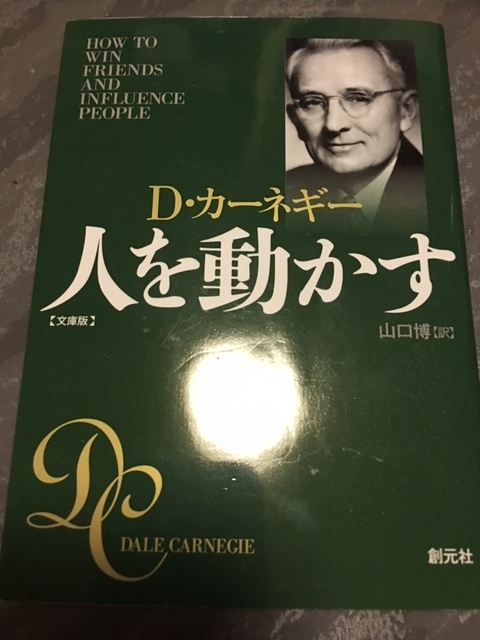 HOW TO
WIN
FRIENDS
AND
INFLUENCE
PEOPLE
D・カーネギー
人を動かす
【文庫版】
山口博【訳】
DC
DALE CARNEGIE
創元社